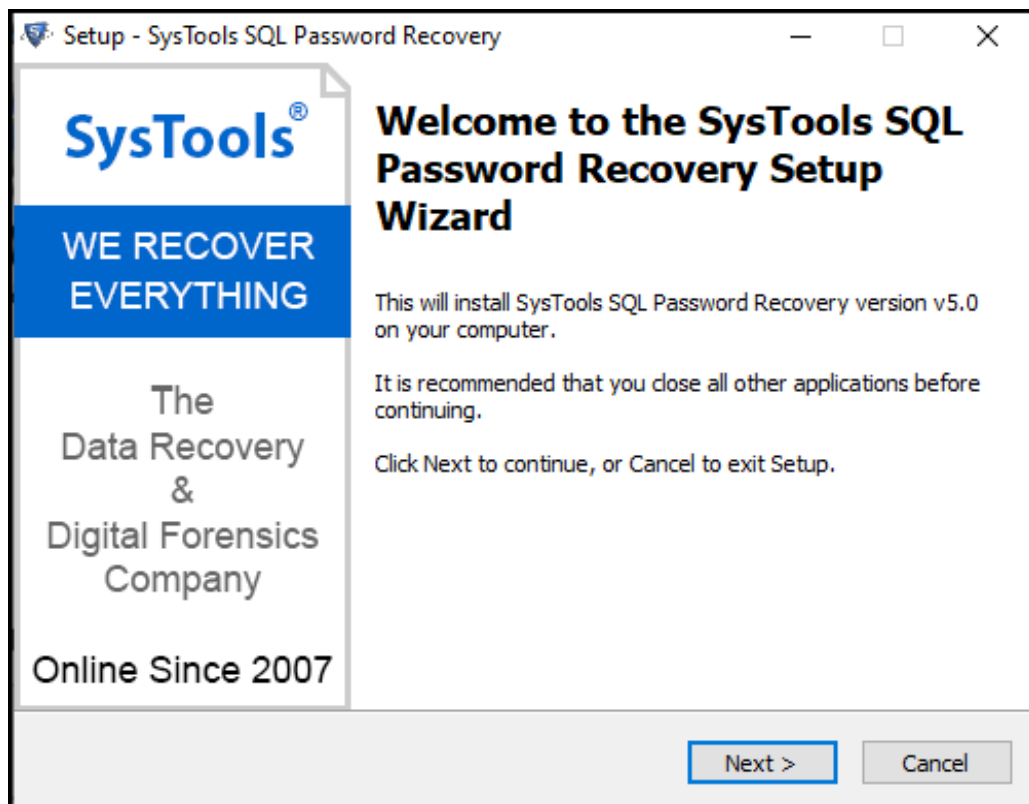 Setup - SysTools SQL Password Recovery
SysTools®
WE RECOVER
EVERYTHING
The
Data Recovery
&
Digital Forensics
Company
Online Since 2007
Welcome to the SysTools SQL
Password Recovery Setup
Wizard
This will install SysTools SQL Password Recovery version v5.0
on your computer.
It is recommended that you close all other applications before
continuing.
Click Next to continue, or Cancel to exit Setup.
Next >
Cancel